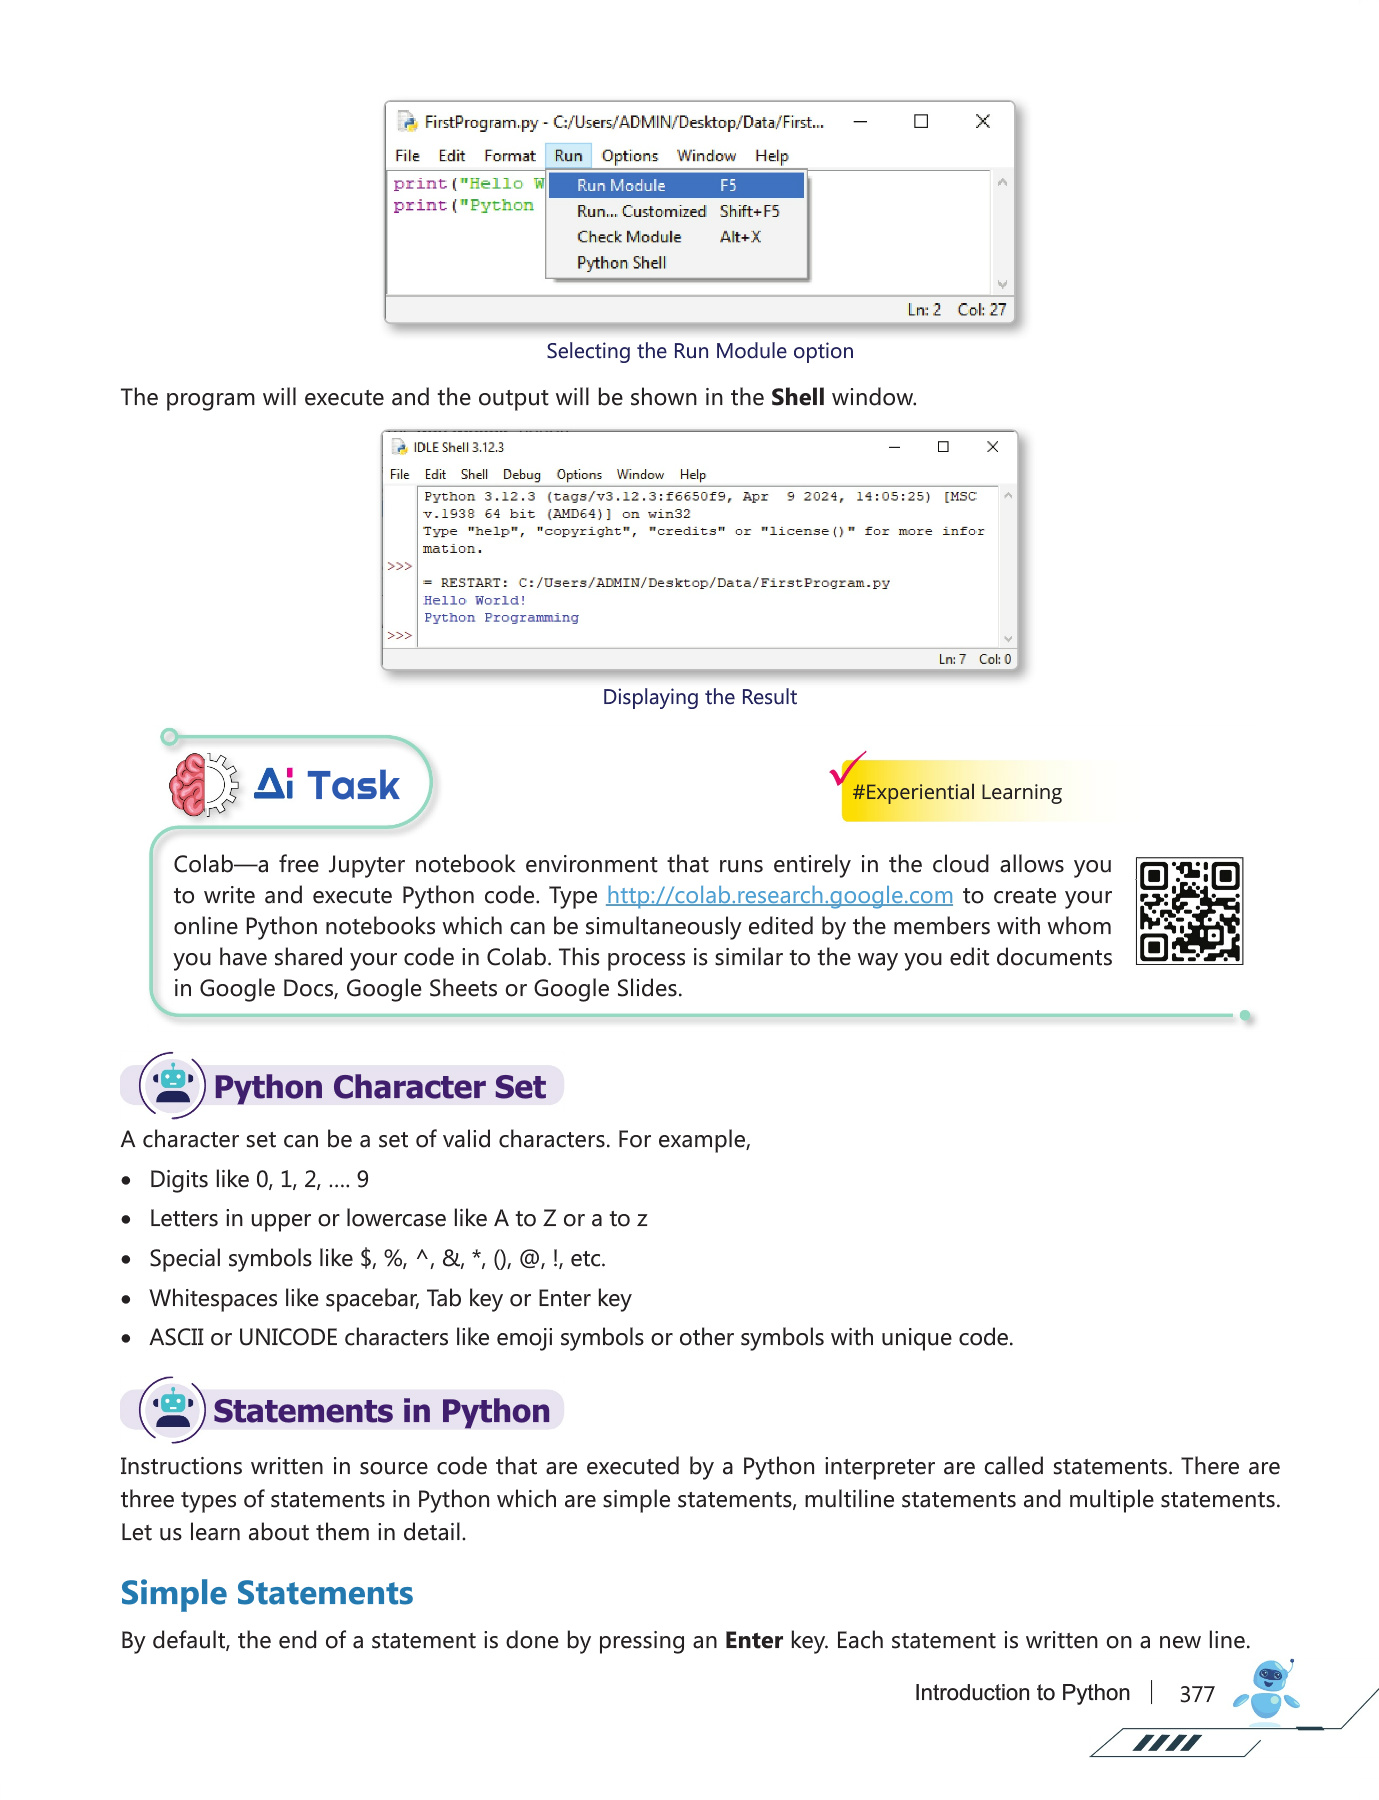 FirstProgram.py - C:/Users/ADMIN/Desktop/Data/First...
File Edit Format Run Options Window Help
print("Hello W
print("Python
Run Module F5
Run... Customized Shift+F5
Check Module Alt+X
Python Shell
Ln: 2 Col: 27
Selecting the Run Module option
The program will execute and the output will be shown in the Shell window.
IDLE Shell 3.12.3
File Edit Shell Debug Options Window Help
Python 3.12.3 (tags/v3.12.3:f6650f9, Apr 9 2024, 14:05:25) [MSC
v.1938 64 bit (AMD64)] on win32
Type "help", "copyright", "credits" or "license()" for more infor
mation.
>>>
= RESTART: C:/Users/ADMIN/Desktop/Data/FirstProgram.py
Hello World!
Python Programming
>>>
Ln: 7 Col: 0
Displaying the Result
Ai Task
#Experiential Learning
Colab—a free Jupyter notebook environment that runs entirely in the cloud allows you
to write and execute Python code. Type http://colab.research.google.com to create your
online Python notebooks which can be simultaneously edited by the members with whom
you have shared your code in Colab. This process is similar to the way you edit documents
in Google Docs, Google Sheets or Google Slides.
Python Character Set
A character set can be a set of valid characters. For example,
• Digits like 0, 1, 2, .... 9
• Letters in upper or lowercase like A to Z or a to z
• Special symbols like $, %, ^, &, *, (), @, !, etc.
• Whitespaces like spacebar, Tab key or Enter key
• ASCII or UNICODE characters like emoji symbols or other symbols with unique code.
Statements in Python
Instructions written in source code that are executed by a Python interpreter are called statements. There are
three types of statements in Python which are simple statements, multiline statements and multiple statements.
Let us learn about them in detail.
Simple Statements
By default, the end of a statement is done by pressing an Enter key. Each statement is written on a new line.
Introduction to Python 377